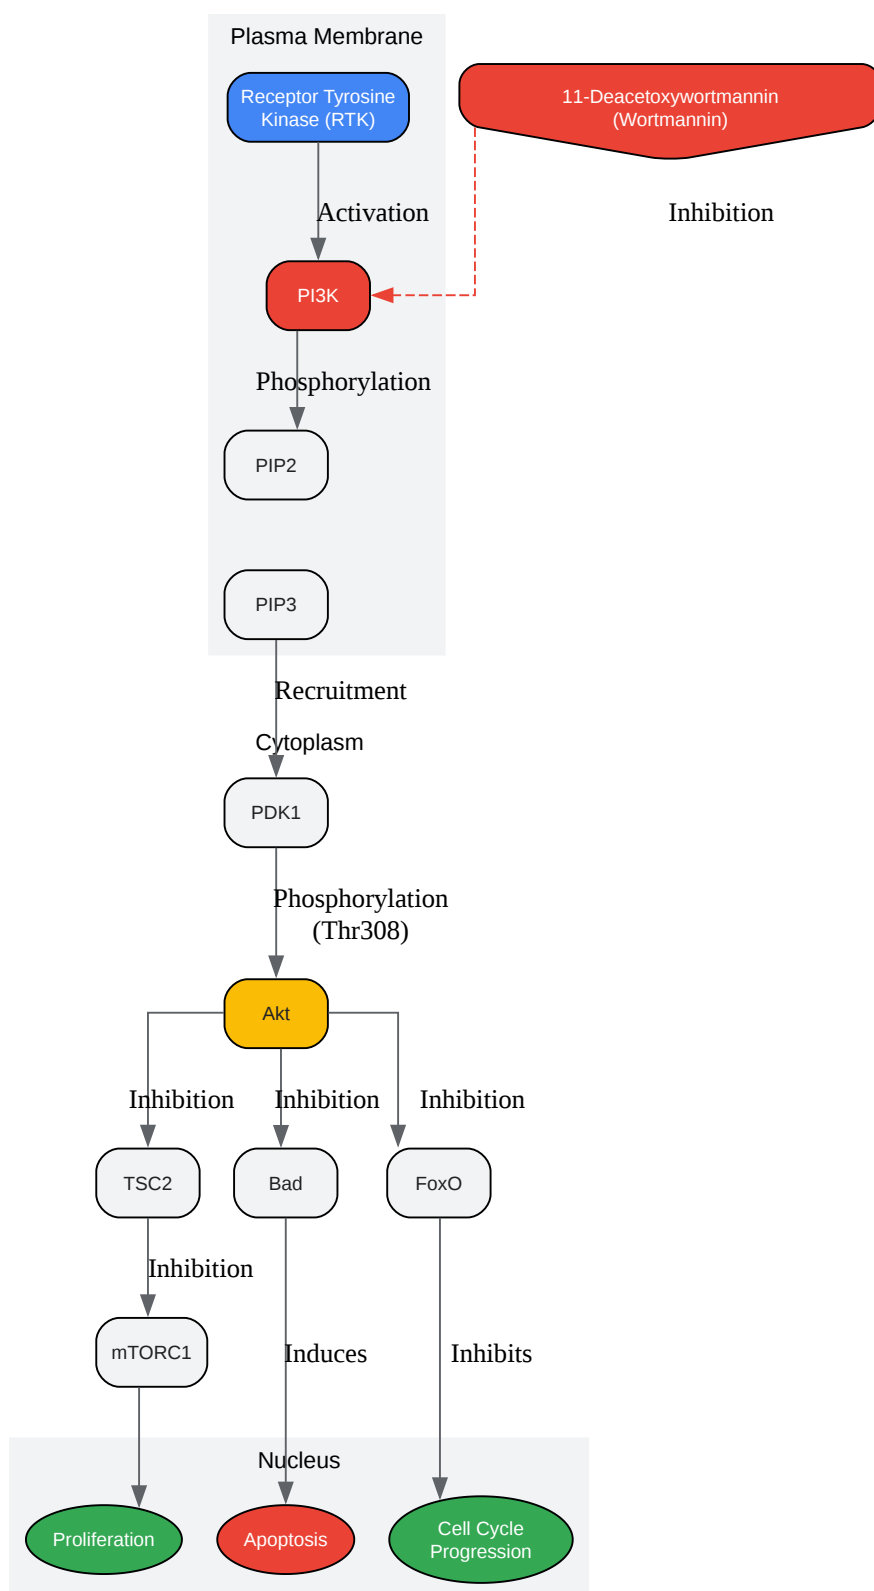 Plasma Membrane
Receptor Tyrosine
Kinase (RTK)
11-Deacetoxywortmannin
(Wortmannin)
Activation
Inhibition
PI3K
Phosphorylation
PIP2
PIP3
Recruitment
Cytoplasm
PDK1
Phosphorylation
(Thr308)
Akt
Inhibition
Inhibition
Inhibition
TSC2
Bad
FoxO
Inhibition
mTORC1
Induces
Inhibits
Nucleus
Proliferation
Apoptosis
Cell Cycle
Progression